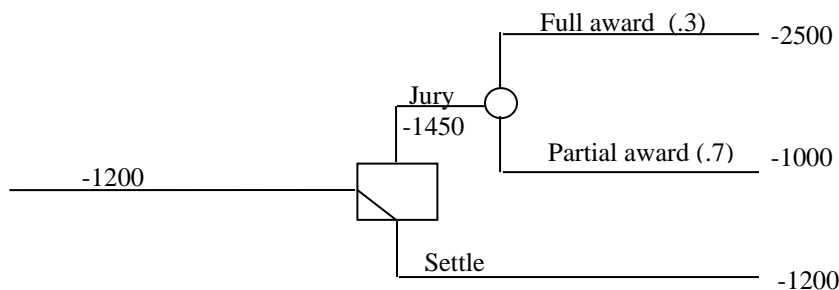 Full award (.3)
-2500
Jury
-1450
Partial award (.7)
-1000
-1200
Settle
-1200